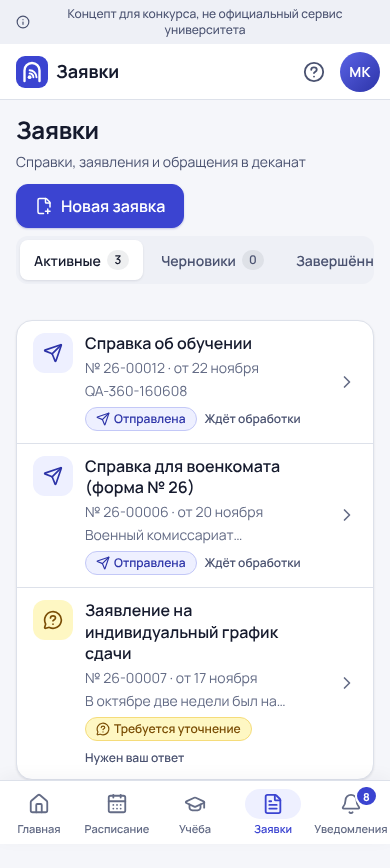 Концепт для конкурса, не официальный сервис
университета
Заявки
МК
Заявки
Справки, заявления и обращения в деканат
Новая заявка
Активные 3 Черновики 0 Завершённ
Справка об обучении
№ 26-00012 · от 22 ноября
QA-360-160608
Отправлена Ждёт обработки
Справка для военкомата
(форма № 26)
№ 26-00006 · от 20 ноября
Военный комиссариат…
Отправлена Ждёт обработки
Заявление на
индивидуальный график
сдачи
№ 26-00007 · от 17 ноября
В октябре две недели был на…
Требуется уточнение
Нужен ваш ответ
8
Главная Расписание Учёба Заявки Уведомления